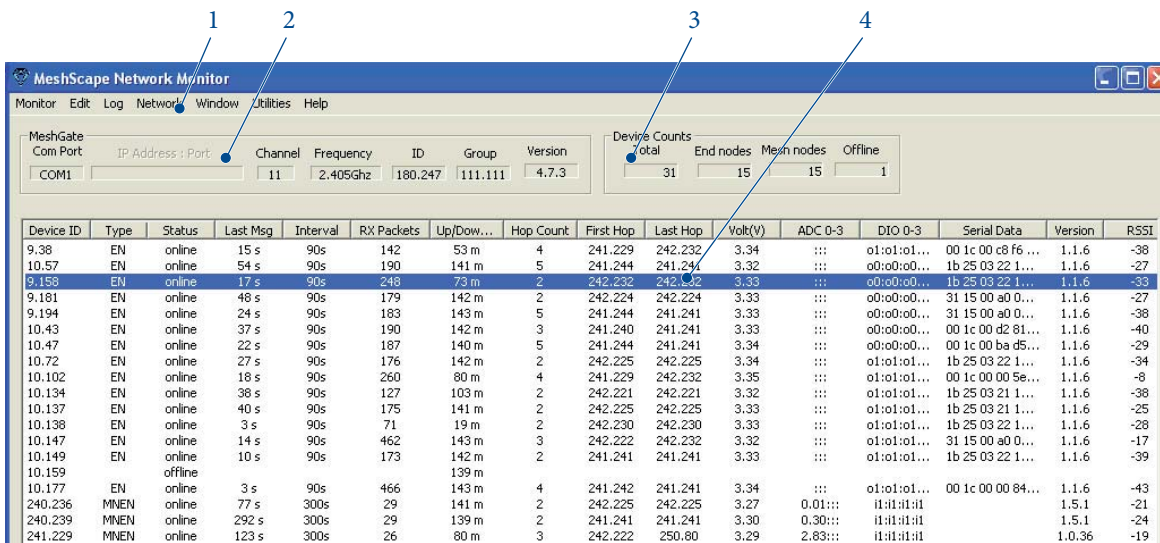 1 2 3 4
MeshScape Network Monitor
Monitor Edit Log Network Window Utilities Help
MeshGate Device Counts
Com Port IP Address : Port Channel Frequency ID Group Version Total End nodes Mesh nodes Offline
COM1 11 2.405Ghz 180.247 111.111 4.7.3 31 15 15 1
Device ID Type Status Last Msg Interval RX Packets Up/Dow... Hop Count First Hop Last Hop Volt(V) ADC 0-3 DIO 0-3 Serial Data Version RSSI
9.38 EN online 15 s 90s 142 53 m 4 241.229 242.232 3.34 ::: o1:o1:o1... 00 1c 00 c8 f6 ... 1.1.6 -38
10.57 EN online 54 s 90s 190 141 m 5 241.244 241.241 3.32 ::: o0:o0:o0... 1b 25 03 22 1... 1.1.6 -27
9.158 EN online 17 s 90s 248 73 m 2 242.232 242.232 3.33 ::: o0:o0:o0... 1b 25 03 22 1... 1.1.6 -33
9.181 EN online 48 s 90s 179 142 m 2 242.224 242.224 3.33 ::: o0:o0:o0... 31 15 00 a0 0... 1.1.6 -27
9.194 EN online 24 s 90s 183 143 m 5 241.244 241.241 3.33 ::: o0:o0:o0... 31 15 00 a0 0... 1.1.6 -38
10.43 EN online 37 s 90s 190 142 m 3 241.240 241.241 3.33 ::: o0:o0:o0... 00 1c 00 d2 81... 1.1.6 -40
10.47 EN online 22 s 90s 187 140 m 5 241.244 241.241 3.34 ::: o0:o0:o0... 00 1c 00 ba d5... 1.1.6 -29
10.72 EN online 27 s 90s 176 142 m 2 242.225 242.225 3.34 ::: o1:o1:o1... 1b 25 03 22 1... 1.1.6 -34
10.102 EN online 18 s 90s 260 80 m 4 241.229 242.232 3.35 ::: o1:o1:o1... 00 1c 00 00 5e... 1.1.6 -8
10.134 EN online 38 s 90s 127 103 m 2 242.221 242.221 3.32 ::: o1:o1:o1... 1b 25 03 21 1... 1.1.6 -38
10.137 EN online 40 s 90s 175 141 m 2 242.225 242.225 3.33 ::: o1:o1:o1... 1b 25 03 21 1... 1.1.6 -25
10.138 EN online 3 s 90s 71 19 m 2 242.230 242.230 3.33 ::: o1:o1:o1... 1b 25 03 22 1... 1.1.6 -28
10.147 EN online 14 s 90s 462 143 m 3 242.222 242.232 3.32 ::: o1:o1:o1... 31 15 00 a0 0... 1.1.6 -17
10.149 EN online 10 s 90s 173 142 m 2 241.241 241.241 3.33 ::: o1:o1:o1... 1b 25 03 22 1... 1.1.6 -39
10.159 offline 139 m
10.177 EN online 3 s 90s 466 143 m 4 241.242 241.241 3.34 ::: o1:o1:o1... 00 1c 00 00 84... 1.1.6 -43
240.236 MNEN online 77 s 300s 29 141 m 2 242.225 242.225 3.27 0.01::: i1:i1:i1:i1 1.5.1 -21
240.239 MNEN online 292 s 300s 29 139 m 2 241.241 241.241 3.30 0.30::: i1:i1:i1:i1 1.5.1 -24
241.229 MNEN online 123 s 300s 26 80 m 3 242.222 250.80 3.29 2.83::: i1:i1:i1:i1 1.0.36 -19